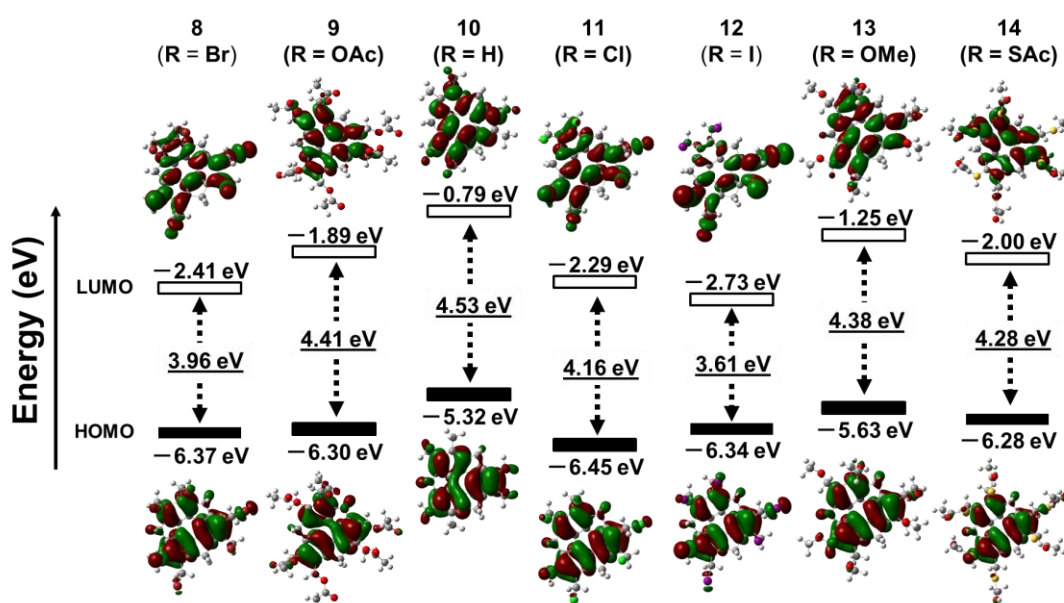 8
(R = Br)
9
(R = OAc)
10
(R = H)
11
(R = Cl)
12
(R = I)
13
(R = OMe)
14
(R = SAc)
Energy (eV)
LUMO
HOMO
−2.41 eV
3.96 eV
−6.37 eV
−1.89 eV
4.41 eV
−6.30 eV
−0.79 eV
4.53 eV
−5.32 eV
−2.29 eV
4.16 eV
−6.45 eV
−2.73 eV
3.61 eV
−6.34 eV
−1.25 eV
4.38 eV
−5.63 eV
−2.00 eV
4.28 eV
−6.28 eV